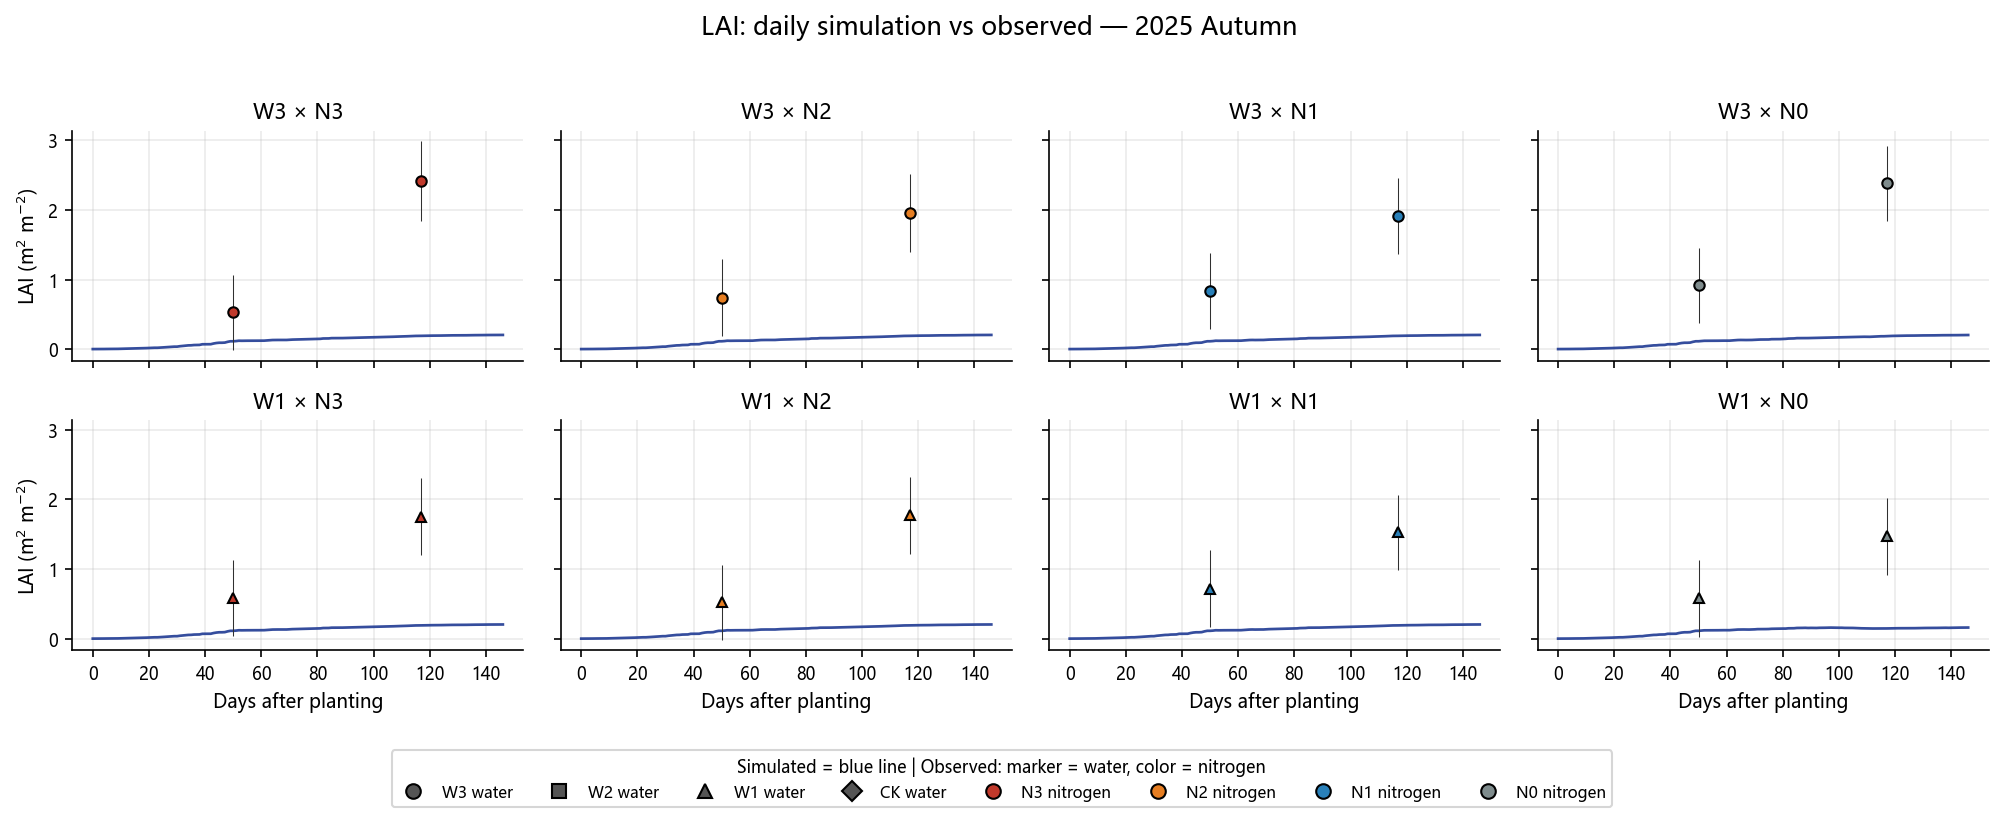 LAI: daily simulation vs observed — 2025 Autumn
W3 × N3
W3 × N2
W3 × N1
W3 × N0
3
2
1
0
LAI (m² m⁻²)
W1 × N3
W1 × N2
W1 × N1
W1 × N0
3
2
1
0
LAI (m² m⁻²)
0 20 40 60 80 100 120 140
0 20 40 60 80 100 120 140
0 20 40 60 80 100 120 140
0 20 40 60 80 100 120 140
Days after planting
Days after planting
Days after planting
Days after planting
Simulated = blue line | Observed: marker = water, color = nitrogen
W3 water W2 water W1 water CK water N3 nitrogen N2 nitrogen N1 nitrogen N0 nitrogen